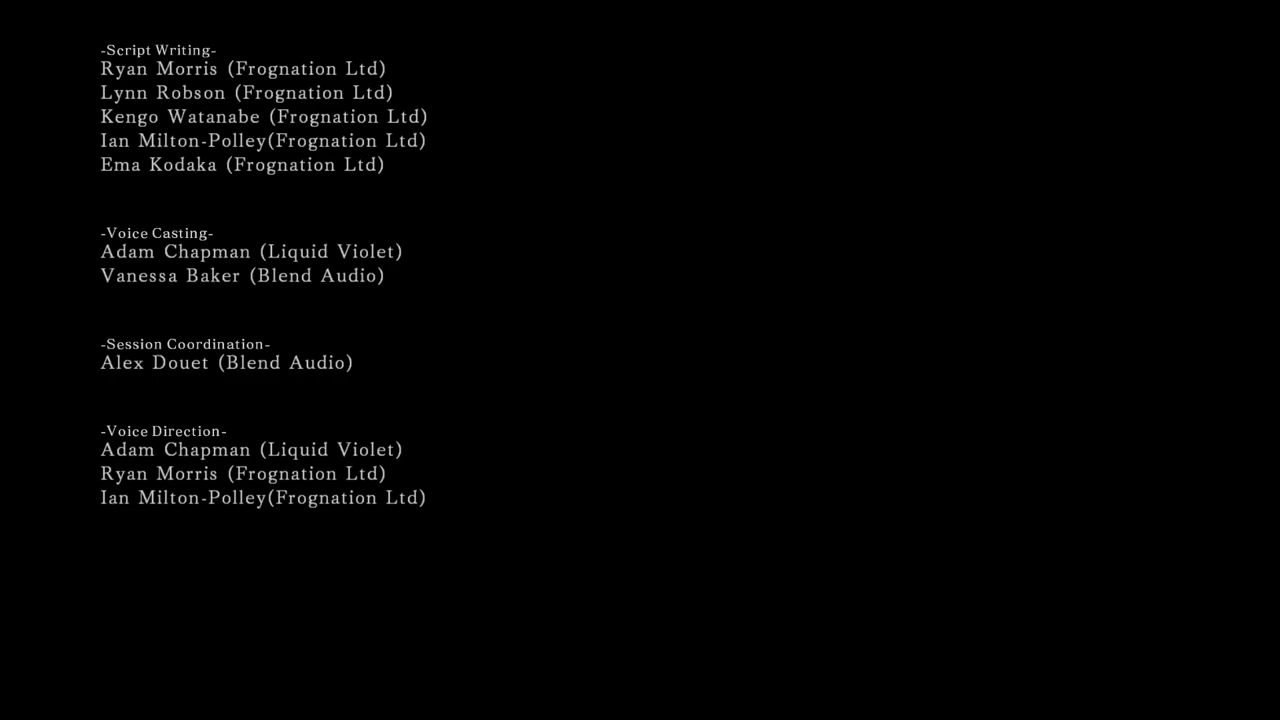 -Script Writing-
Ryan Morris (Frognation Ltd)
Lynn Robson (Frognation Ltd)
Kengo Watanabe (Frognation Ltd)
Ian Milton-Polley(Frognation Ltd)
Ema Kodaka (Frognation Ltd)
-Voice Casting-
Adam Chapman (Liquid Violet)
Vanessa Baker (Blend Audio)
-Session Coordination-
Alex Douet (Blend Audio)
-Voice Direction-
Adam Chapman (Liquid Violet)
Ryan Morris (Frognation Ltd)
Ian Milton-Polley(Frognation Ltd)